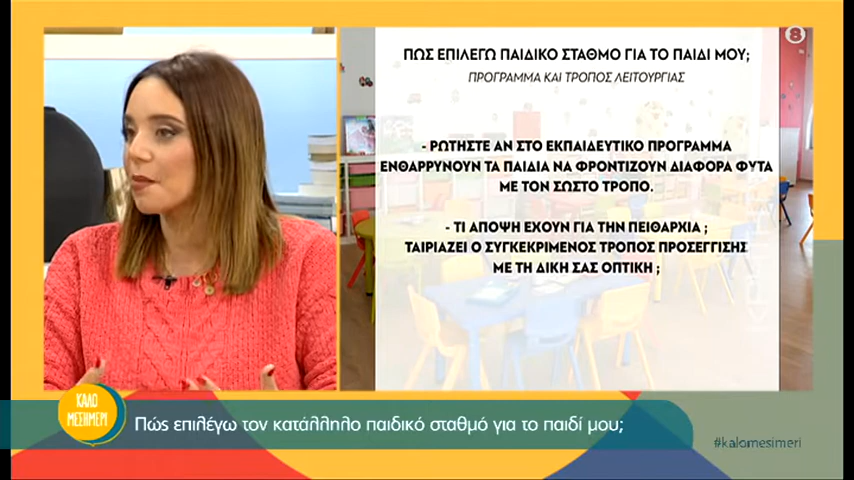 8
ΠΩΣ ΕΠΙΛΕΓΩ ΠΑΙΔΙΚΟ ΣΤΑΘΜΟ ΓΙΑ ΤΟ ΠΑΙΔΙ ΜΟΥ;
ΠΡΟΓΡΑΜΜΑ ΚΑΙ ΤΡΟΠΟΣ ΛΕΙΤΟΥΡΓΙΑΣ
- ΡΩΤΗΣΤΕ ΑΝ ΣΤΟ ΕΚΠΑΙΔΕΥΤΙΚΟ ΠΡΟΓΡΑΜΜΑ
ΕΝΘΑΡΡΥΝΟΥΝ ΤΑ ΠΑΙΔΙΑ ΝΑ ΦΡΟΝΤΙΖΟΥΝ ΔΙΑΦΟΡΑ ΦΥΤΑ
ΜΕ ΤΟΝ ΣΩΣΤΟ ΤΡΟΠΟ.
- ΤΙ ΑΠΟΨΗ ΕΧΟΥΝ ΓΙΑ ΤΗΝ ΠΕΙΘΑΡΧΙΑ ;
ΤΑΙΡΙΑΖΕΙ Ο ΣΥΓΚΕΚΡΙΜΕΝΟΣ ΤΡΟΠΟΣ ΠΡΟΣΕΓΓΙΣΗΣ
ΜΕ ΤΗ ΔΙΚΗ ΣΑΣ ΟΠΤΙΚΗ ;
ΚΑΛΟ
ΜΕΣΗΜΕΡΙ
Πώς επιλέγω τον κατάλληλο παιδικό σταθμό για το παιδί μου;
#kalomesimeri